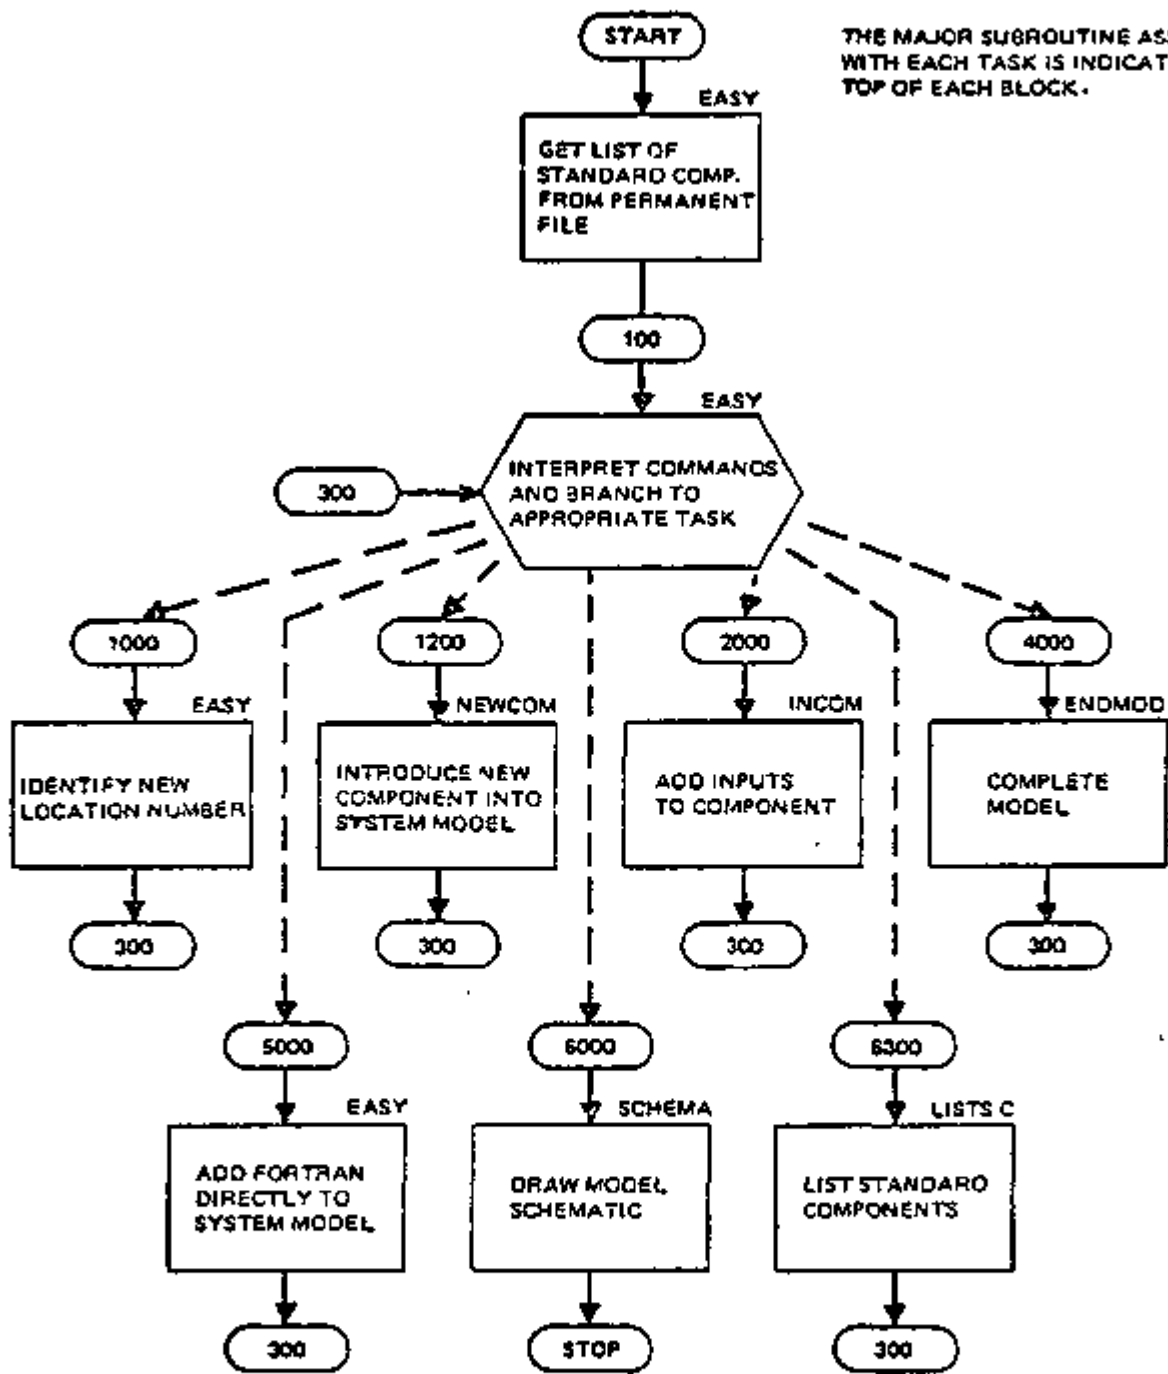 START
THE MAJOR SUBROUTINE AS
WITH EACH TASK IS INDICAT
TOP OF EACH BLOCK.
EASY
GET LIST OF
STANDARD COMP.
FROM PERMANENT
FILE
100
EASY
INTERPRET COMMANDS
AND BRANCH TO
APPROPRIATE TASK
300
1000
1200
2000
4000
EASY
NEWCOM
INCOM
ENDMOD
IDENTIFY NEW
LOCATION NUMBER
INTRODUCE NEW
COMPONENT INTO
SYSTEM MODEL
ADD INPUTS
TO COMPONENT
COMPLETE
MODEL
300
300
300
300
5000
6000
6300
EASY
SCHEMA
LISTS C
ADD FORTRAN
DIRECTLY TO
SYSTEM MODEL
DRAW MODEL
SCHEMATIC
LIST STANDARD
COMPONENTS
300
STOP
300